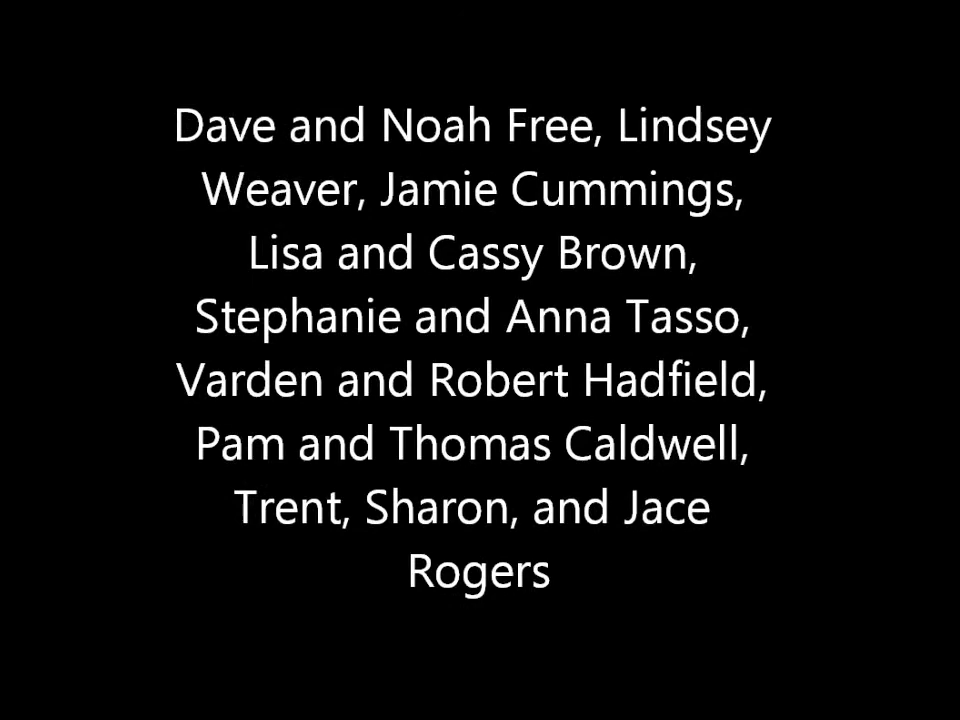 Dave and Noah Free, Lindsey
Weaver, Jamie Cummings,
Lisa and Cassy Brown,
Stephanie and Anna Tasso,
Varden and Robert Hadfield,
Pam and Thomas Caldwell,
Trent, Sharon, and Jace
Rogers